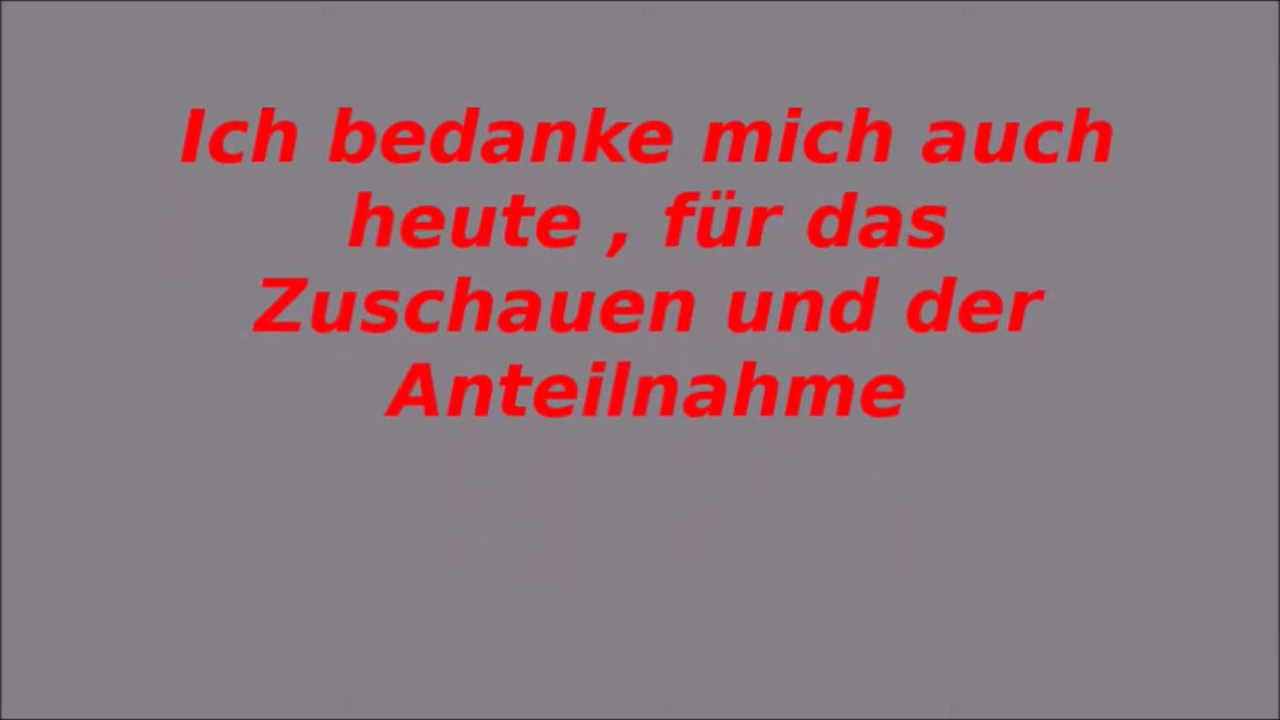 Ich bedanke mich auch
heute , für das
Zuschauen und der
Anteilnahme